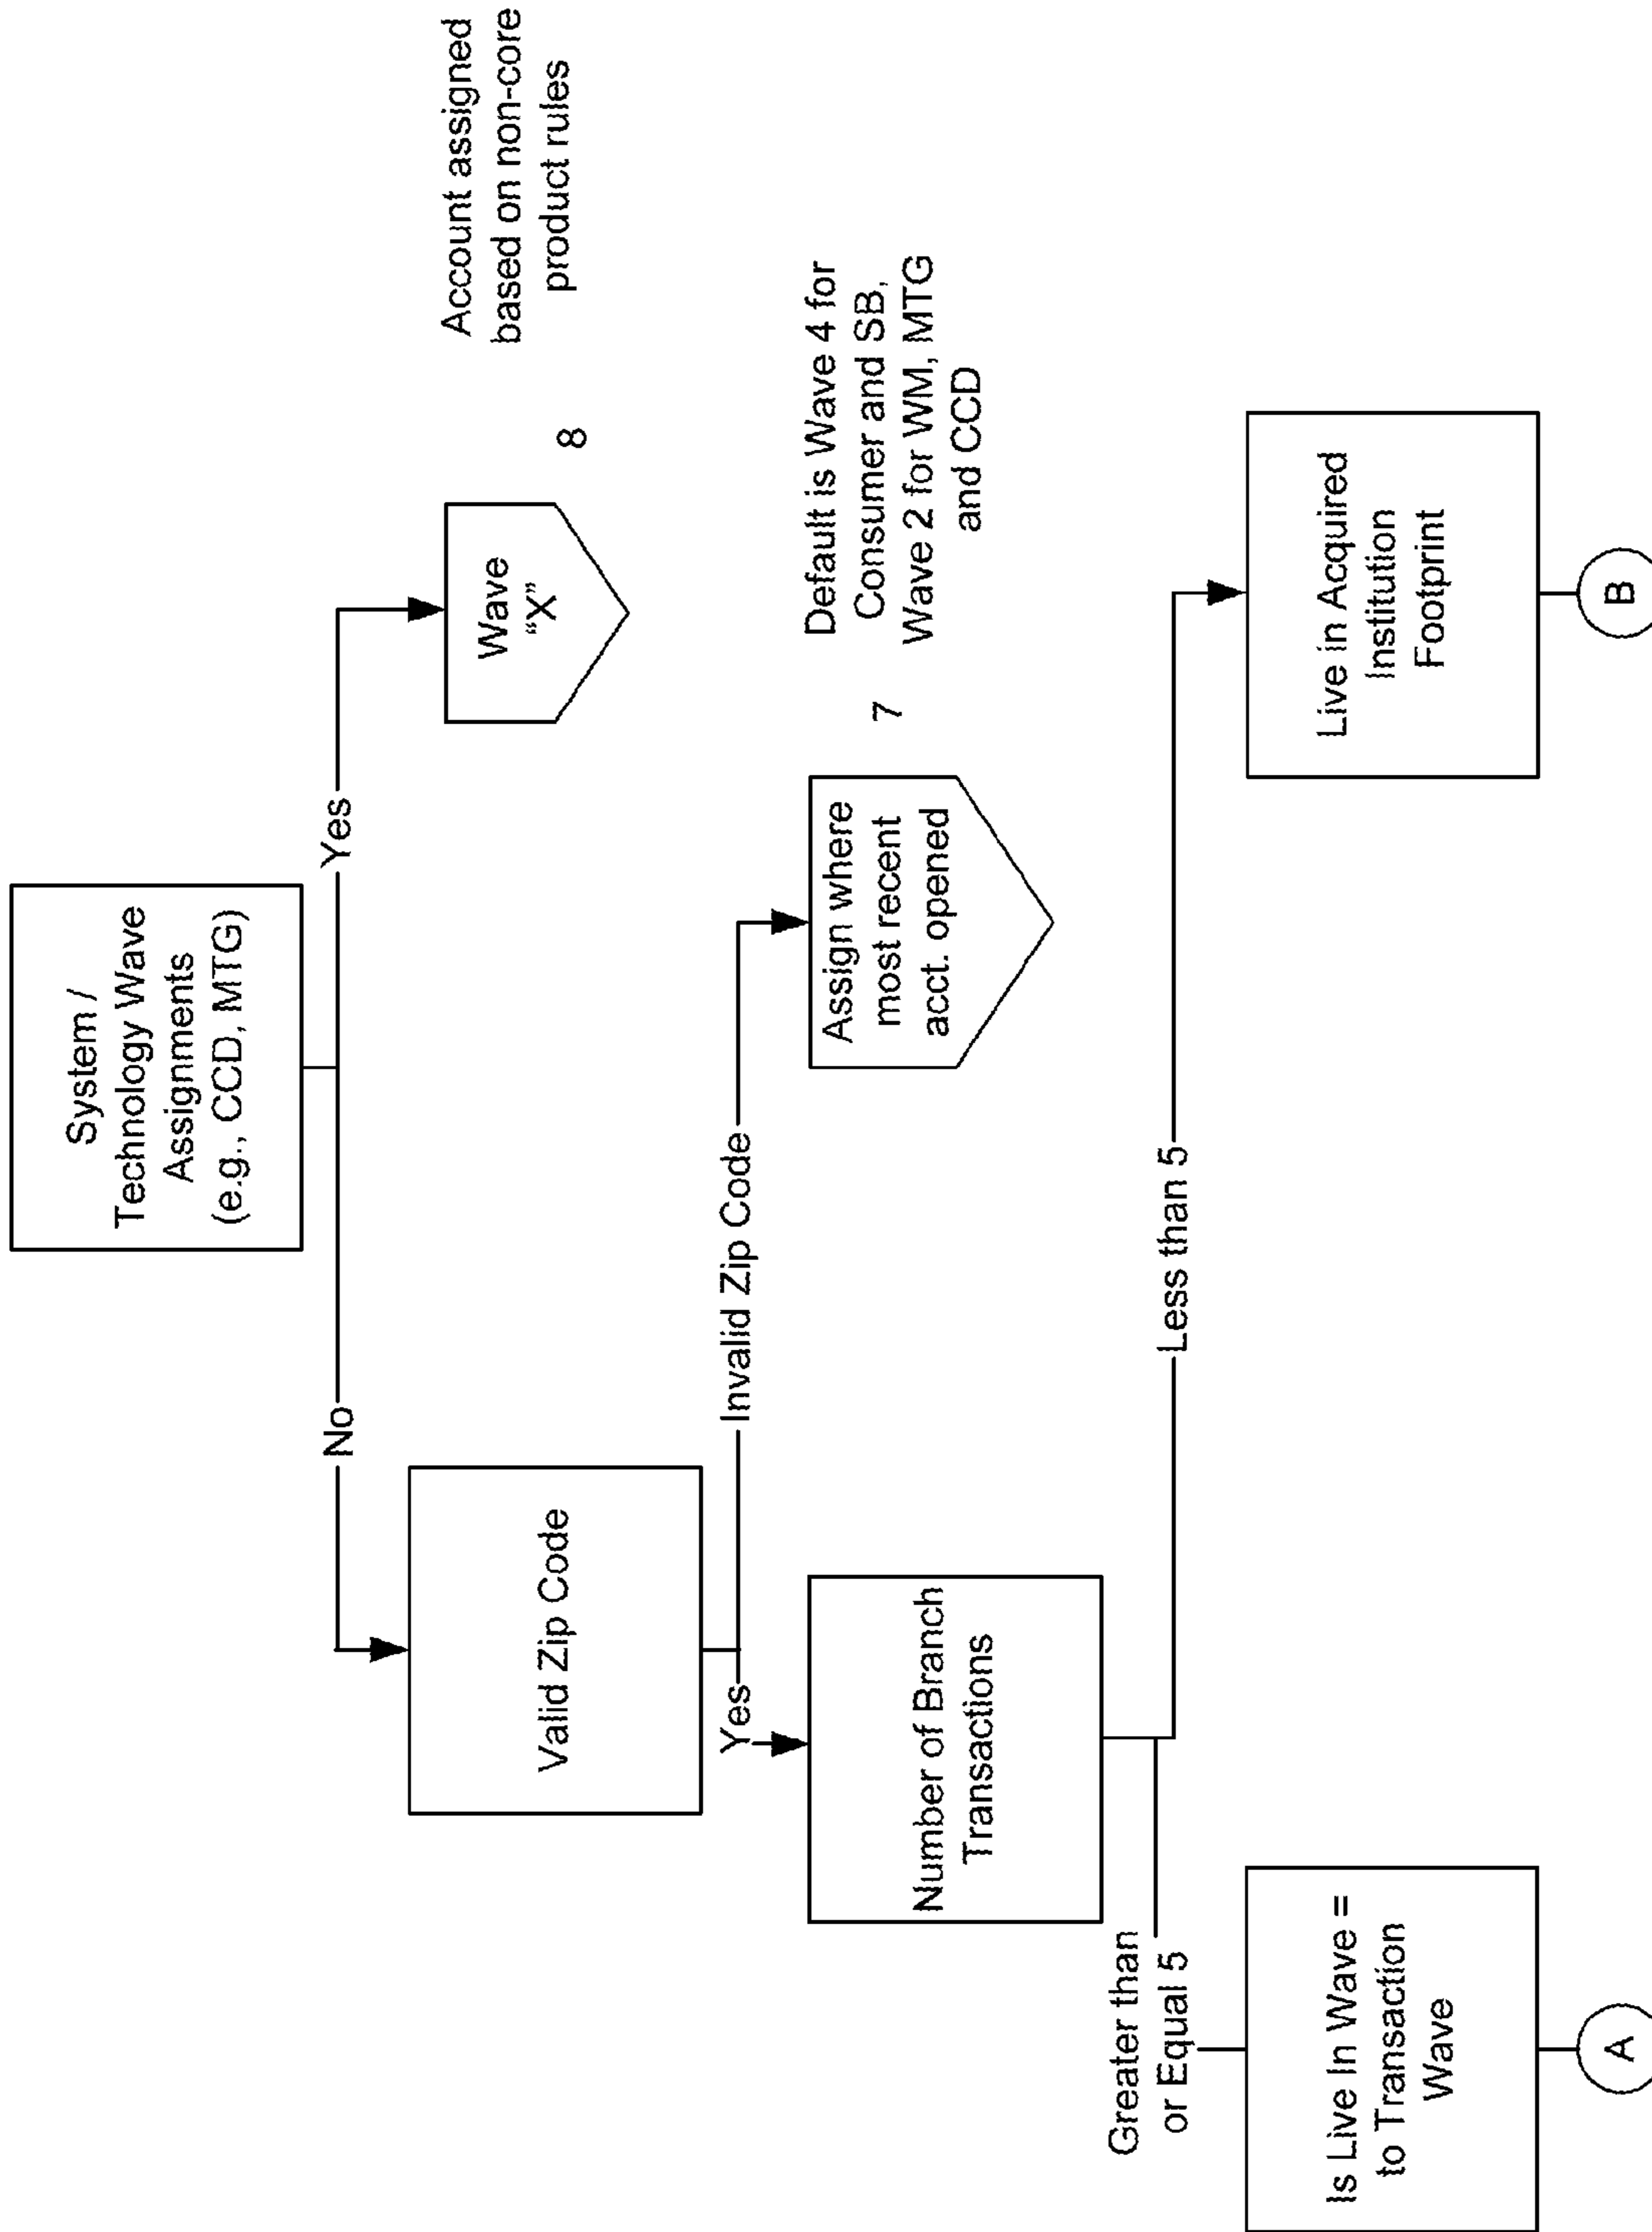 System /
Technology Wave
Assignments
(e.g., CCD, MTG)
No
Yes
Valid Zip Code
Wave
"X"
8
Account assigned
based on non-core
product rules
Yes
Invalid Zip Code
Number of Branch
Transactions
Assign where
most recent
acct. opened
7
Default is Wave 4 for
Consumer and SB,
Wave 2 for WM, MTG
and CCD
Greater than
or Equal 5
Less than 5
Is Live In Wave =
to Transaction
Wave
Live in Acquired
Institution
Footprint
A
B